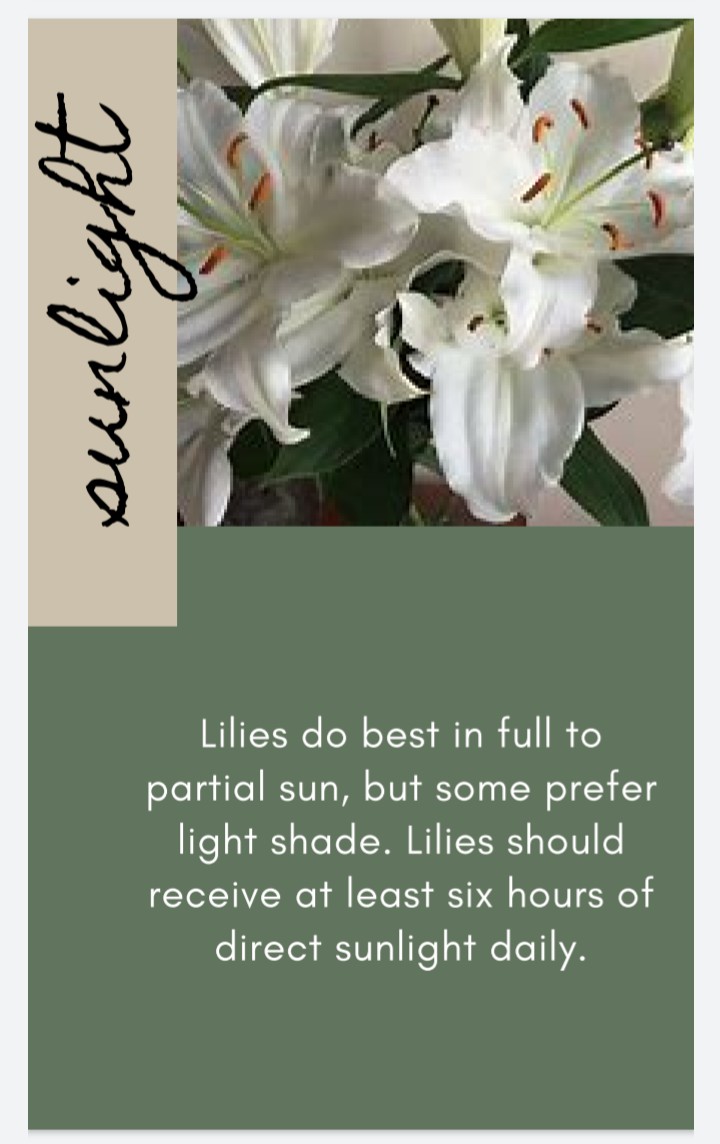 sunlight
Lilies do best in full to
partial sun, but some prefer
light shade. Lilies should
receive at least six hours of
direct sunlight daily.